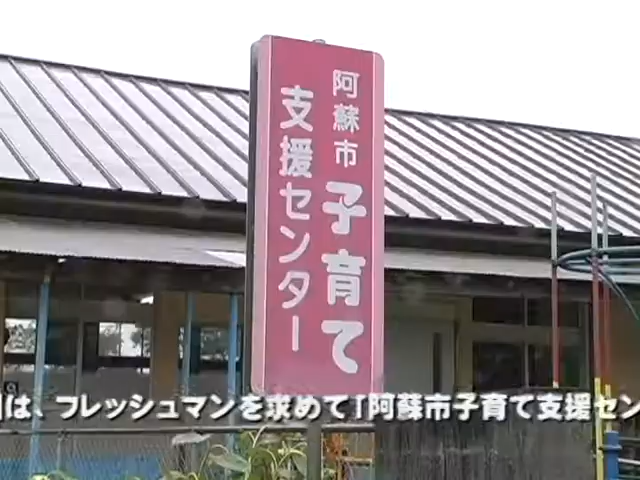 阿蘇市
子育て
支援センター
は、フレッシュマンを求めて「阿蘇市子育て支援セン